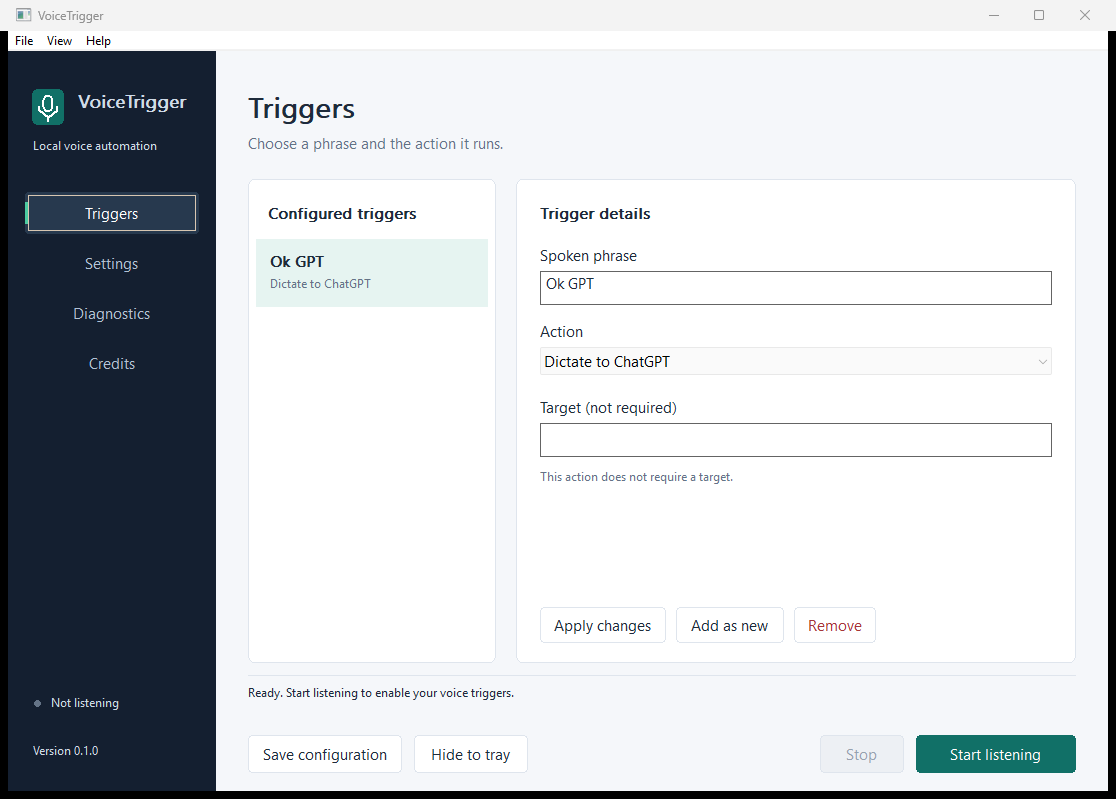 VoiceTrigger
File View Help
VoiceTrigger
Local voice automation
Triggers
Settings
Diagnostics
Credits
Not listening
Version 0.1.0
Triggers
Choose a phrase and the action it runs.
Configured triggers
Ok GPT
Dictate to ChatGPT
Trigger details
Spoken phrase
Ok GPT
Action
Dictate to ChatGPT
Target (not required)
This action does not require a target.
Apply changes Add as new Remove
Ready. Start listening to enable your voice triggers.
Save configuration Hide to tray Stop Start listening